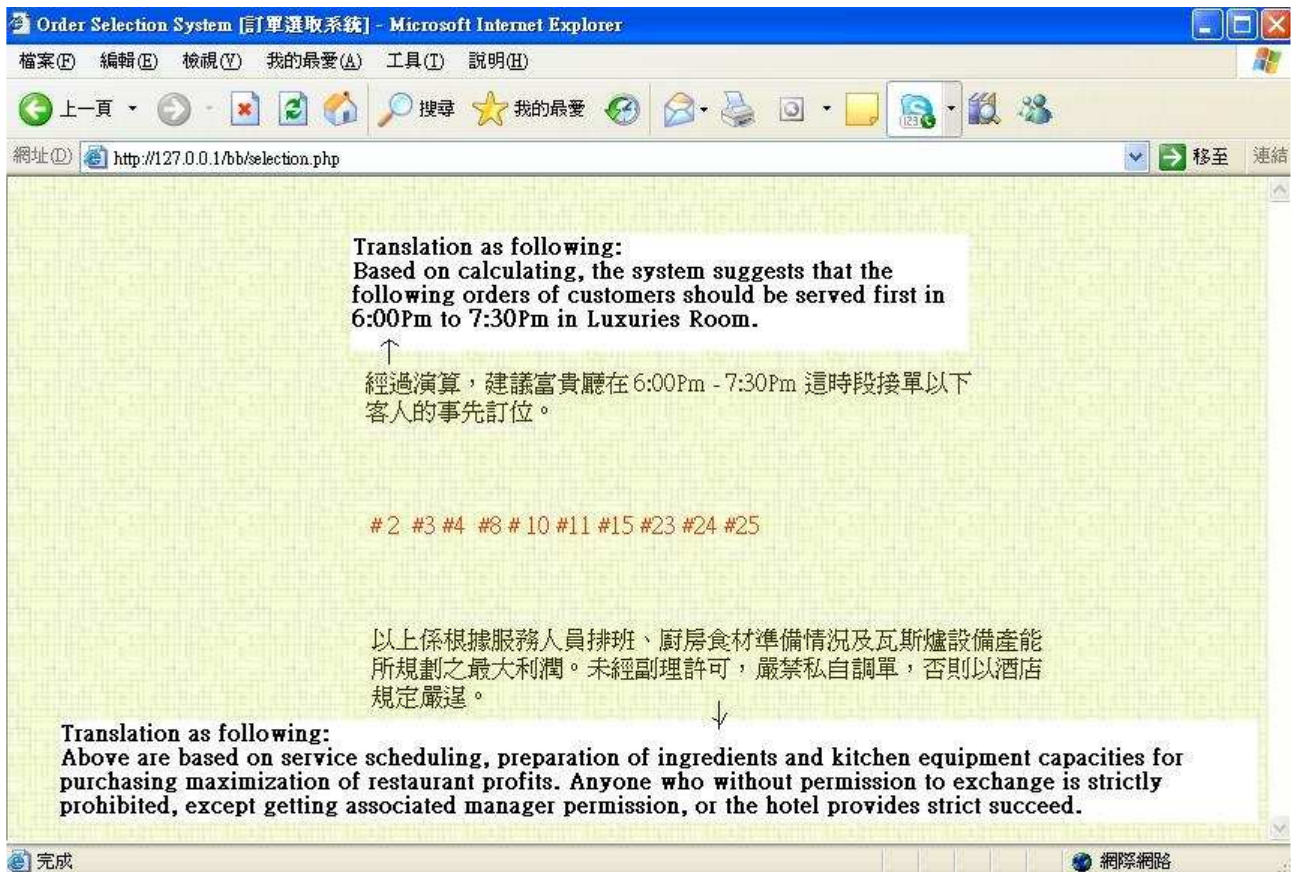 Order Selection System [訂單選取系統] - Microsoft Internet Explorer
檔案(F) 編輯(E) 檢視(V) 我的最愛(A) 工具(T) 說明(H)
上一頁 搜尋 我的最愛
網址(D) http://127.0.0.1/bb/selection.php 移至 連結
Translation as following:
Based on calculating, the system suggests that the
following orders of customers should be served first in
6:00Pm to 7:30Pm in Luxuries Room.
經過演算，建議富貴廳在6:00Pm - 7:30Pm 這時段接單以下
客人的事先訂位。
# 2 #3 #4 #8 # 10 #11 #15 #23 #24 #25
以上係根據服務人員排班、廚房食材準備情況及瓦斯爐設備產能
所規劃之最大利潤。未經副理許可，嚴禁私自調單，否則以酒店
規定嚴逞。
Translation as following:
Above are based on service scheduling, preparation of ingredients and kitchen equipment capacities for
purchasing maximization of restaurant profits. Anyone who without permission to exchange is strictly
prohibited, except getting associated manager permission, or the hotel provides strict succeed.
完成 網際網路